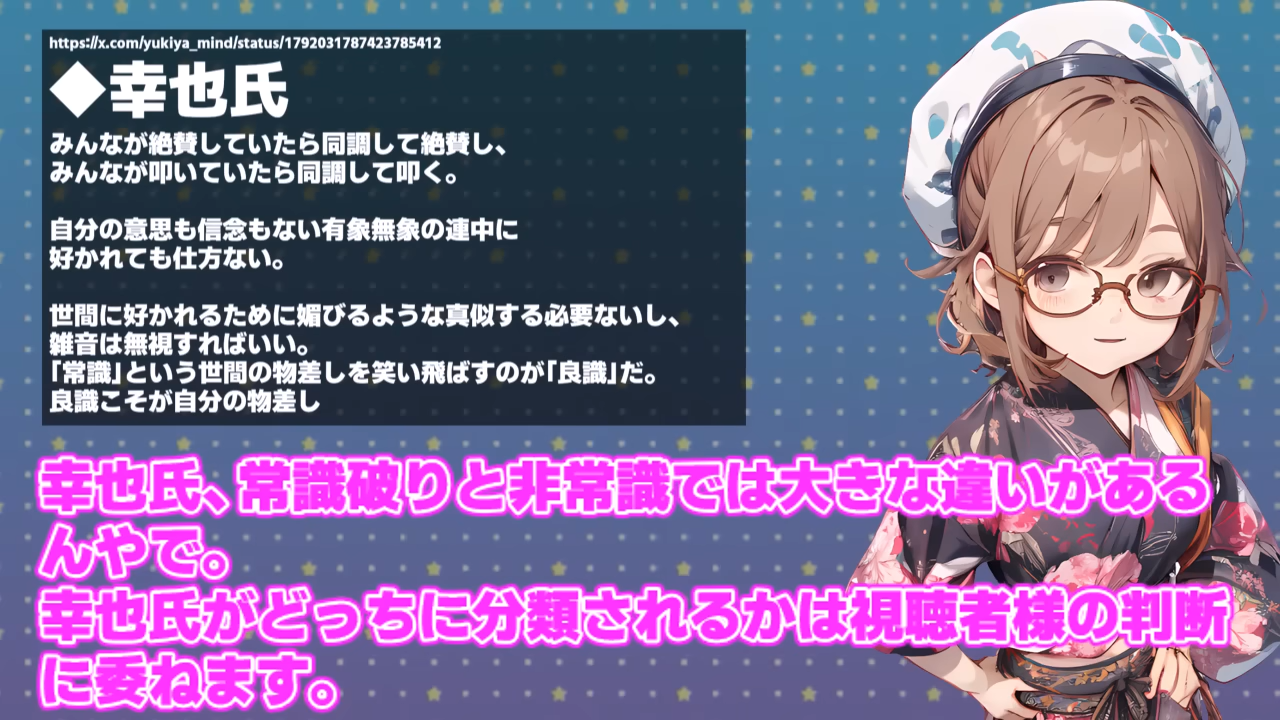 https://x.com/yukiya_mind/status/1792031787423785412
◆幸也氏
みんなが絶賛していたら同調して絶賛し、
みんなが叩いていたら同調して叩く。
自分の意思も信念もない有象無象の連中に
好かれても仕方ない。
世間に好かれるために媚びるような真似する必要ないし、
雑音は無視すればいい。
「常識」という世間の物差しを笑い飛ばすのが「良識」だ。
良識こそが自分の物差し
幸也氏、常識破りと非常識では大きな違いがある
んやで。
幸也氏がどっちに分類されるかは視聴者様の判断
に委ねます。